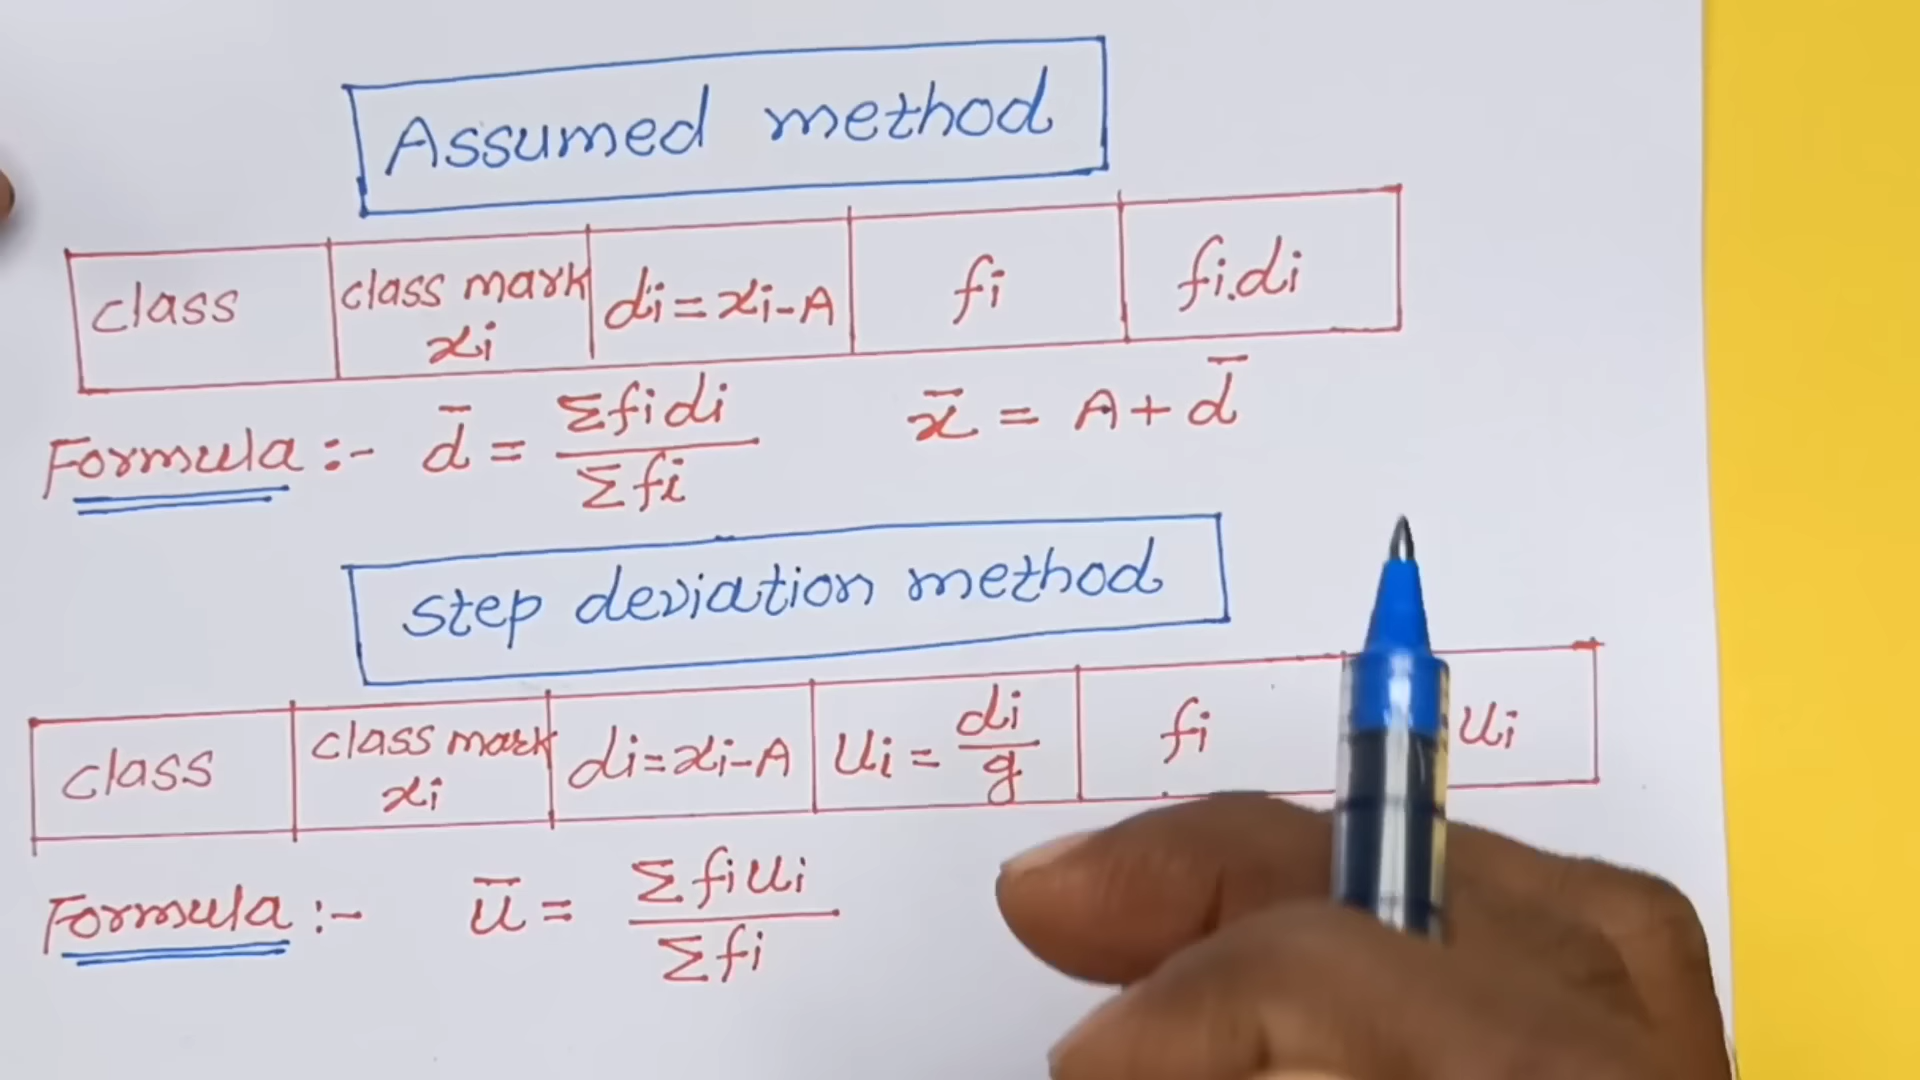 Assumed method
class class mark xi di = xi - A fi fi.di
Formula :- d̄ = Σfidi / Σfi x̄ = A + d̄
step deviation method
class class mark xi di = xi - A ui = di / g fi ui
Formula :- ū = Σfiui / Σfi